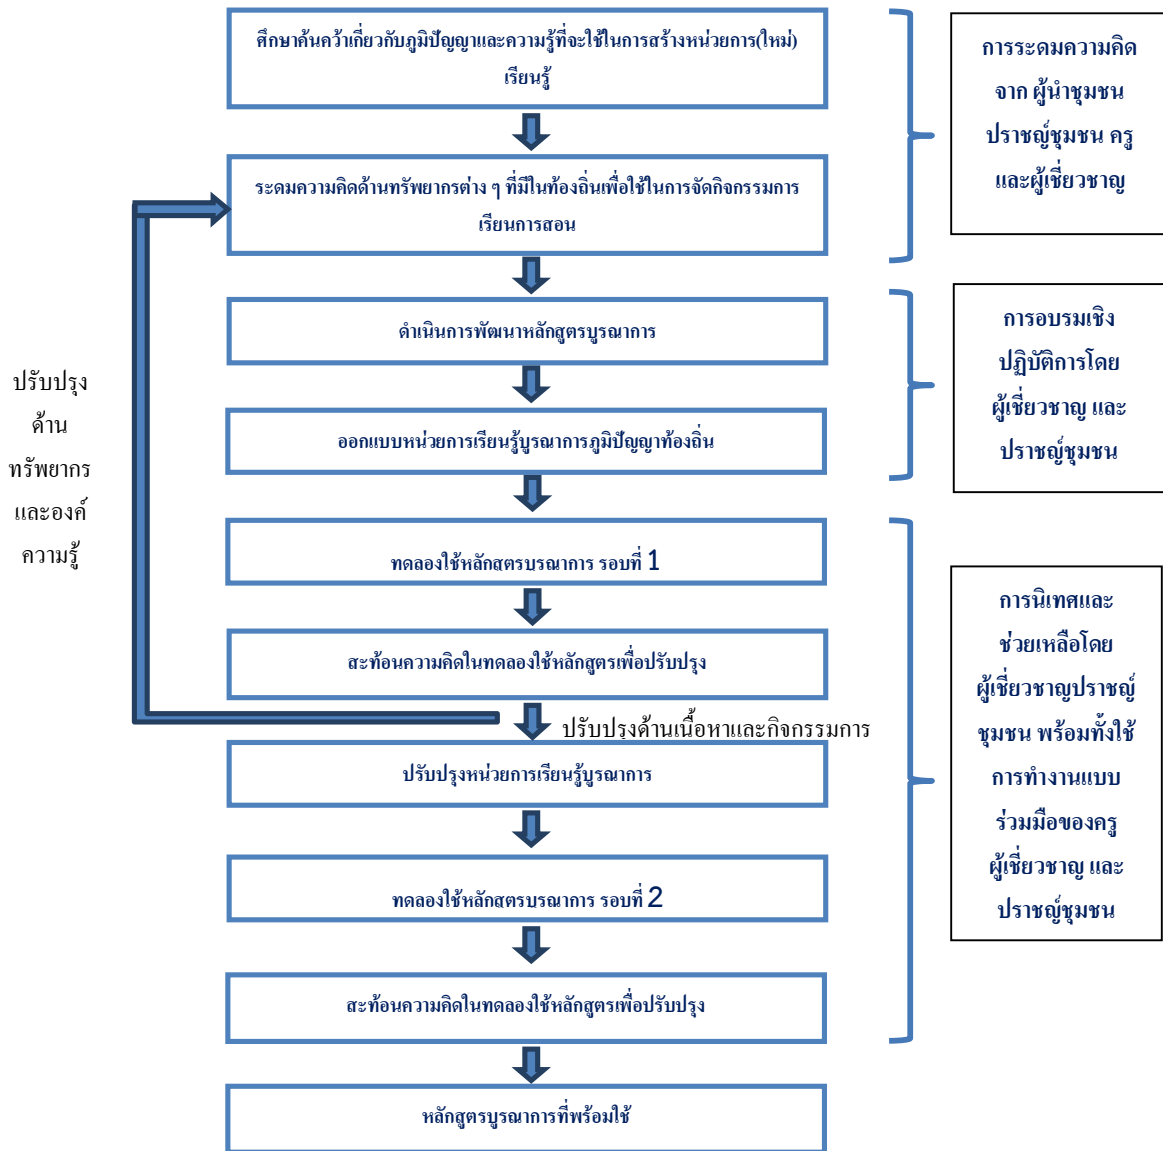 ศึกษาค้นคว้าเกี่ยวกับภูมิปัญญาและความรู้ที่จะใช้ในการสร้างหน่วยการ(ใหม่)
เรียนรู้
ระดมความคิดด้านทรัพยากรต่าง ๆ ที่มีในท้องถิ่นเพื่อใช้ในการจัดกิจกรรมการ
เรียนการสอน
ดำเนินการพัฒนาหลักสูตรบูรณาการ
ออกแบบหน่วยการเรียนรู้บูรณาการภูมิปัญญาท้องถิ่น
ทดลองใช้หลักสูตรบูรณาการ รอบที่ 1
สะท้อนความคิดในทดลองใช้หลักสูตรเพื่อปรับปรุง
ปรับปรุงด้านเนื้อหาและกิจกรรมการ
ปรับปรุงหน่วยการเรียนรู้บูรณาการ
ทดลองใช้หลักสูตรบูรณาการ รอบที่ 2
สะท้อนความคิดในทดลองใช้หลักสูตรเพื่อปรับปรุง
หลักสูตรบูรณาการที่พร้อมใช้
ปรับปรุง
ด้าน
ทรัพยากร
และองค์
ความรู้
การระดมความคิด
จาก ผู้นำชุมชน
ปราชญ์ชุมชน ครู
และผู้เชี่ยวชาญ
การอบรมเชิง
ปฏิบัติการโดย
ผู้เชี่ยวชาญ และ
ปราชญ์ชุมชน
การนิเทศและ
ช่วยเหลือโดย
ผู้เชี่ยวชาญปราชญ์
ชุมชน พร้อมทั้งใช้
การทำงานแบบ
ร่วมมือของครู
ผู้เชี่ยวชาญ และ
ปราชญ์ชุมชน